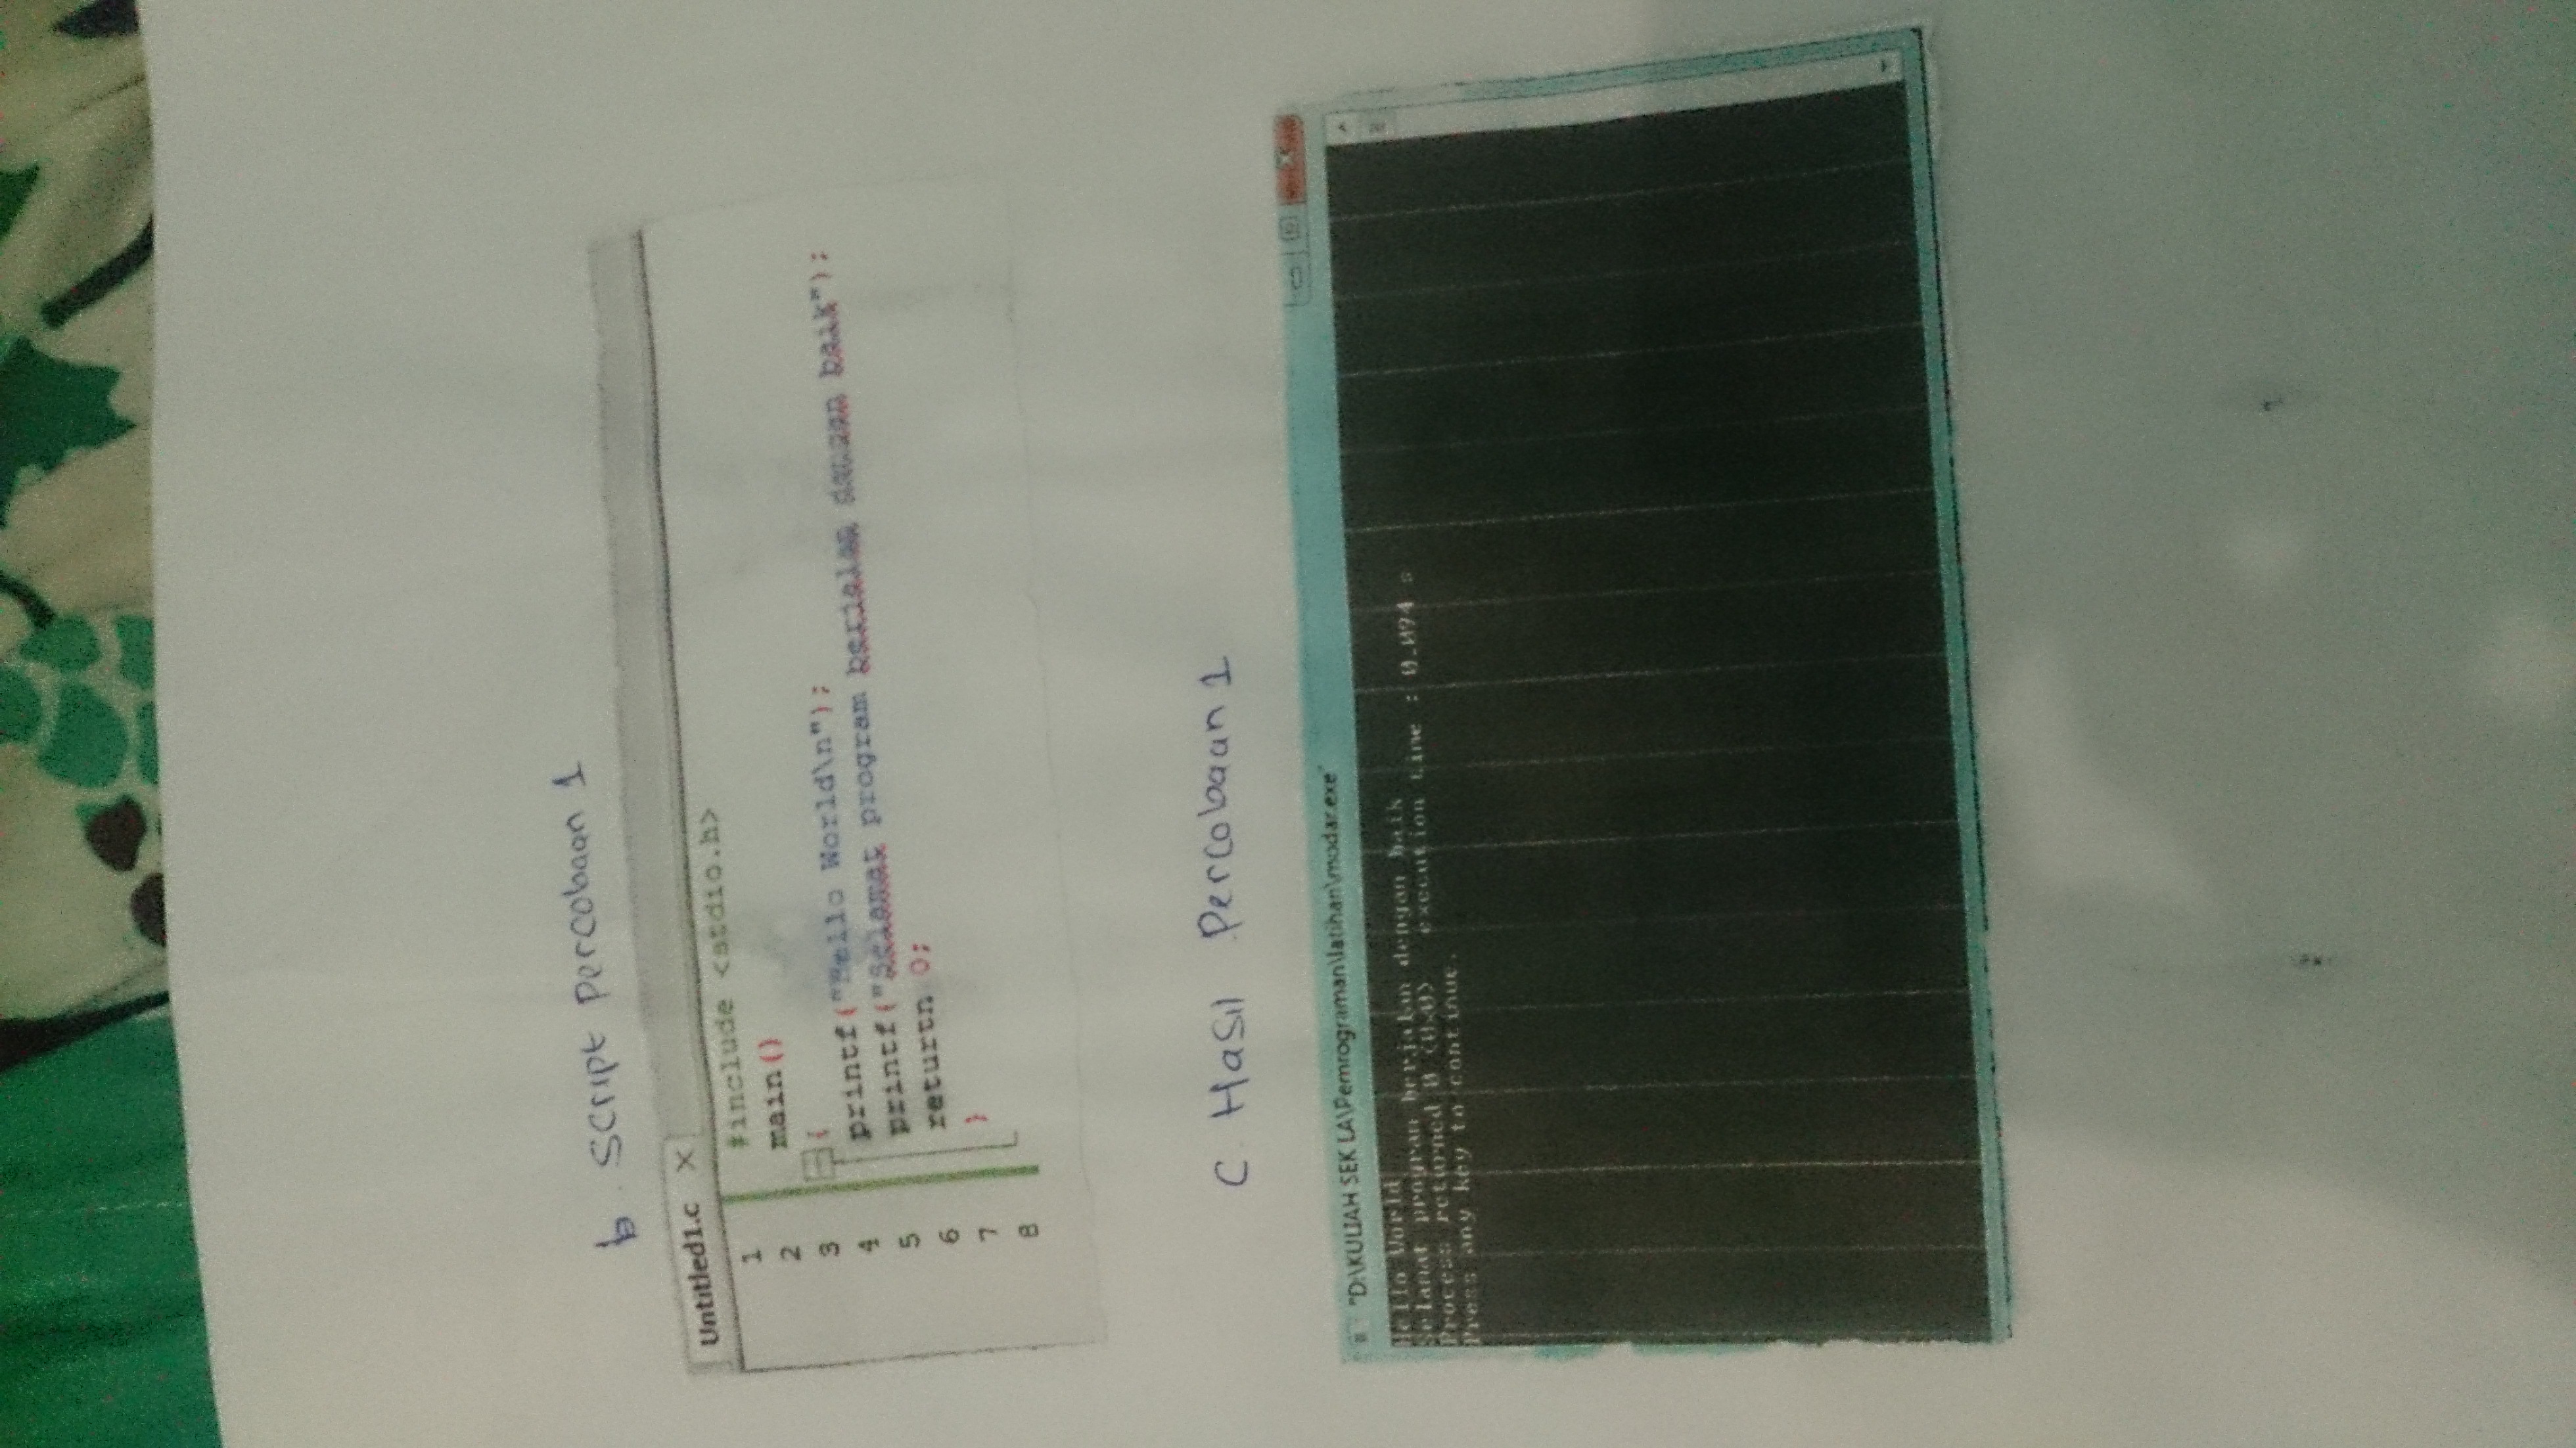 b. Script Percobaan 1
Untitled1.c X
1 #include <stdio.h>
2 main()
3 {
4 printf("Hello World\n");
5 printf("Selamat program berjalan dengan baik");
6 returtn 0;
7 }
8
C. Hasil Percobaan 1
"D:\KULIAH SEK LA\Pemrograman\latihan\modar.exe"
Hello World
Selamat program berjalan dengan baik
Process returned 0 (0x0) execution time : 0.094 s
Press any key to continue.